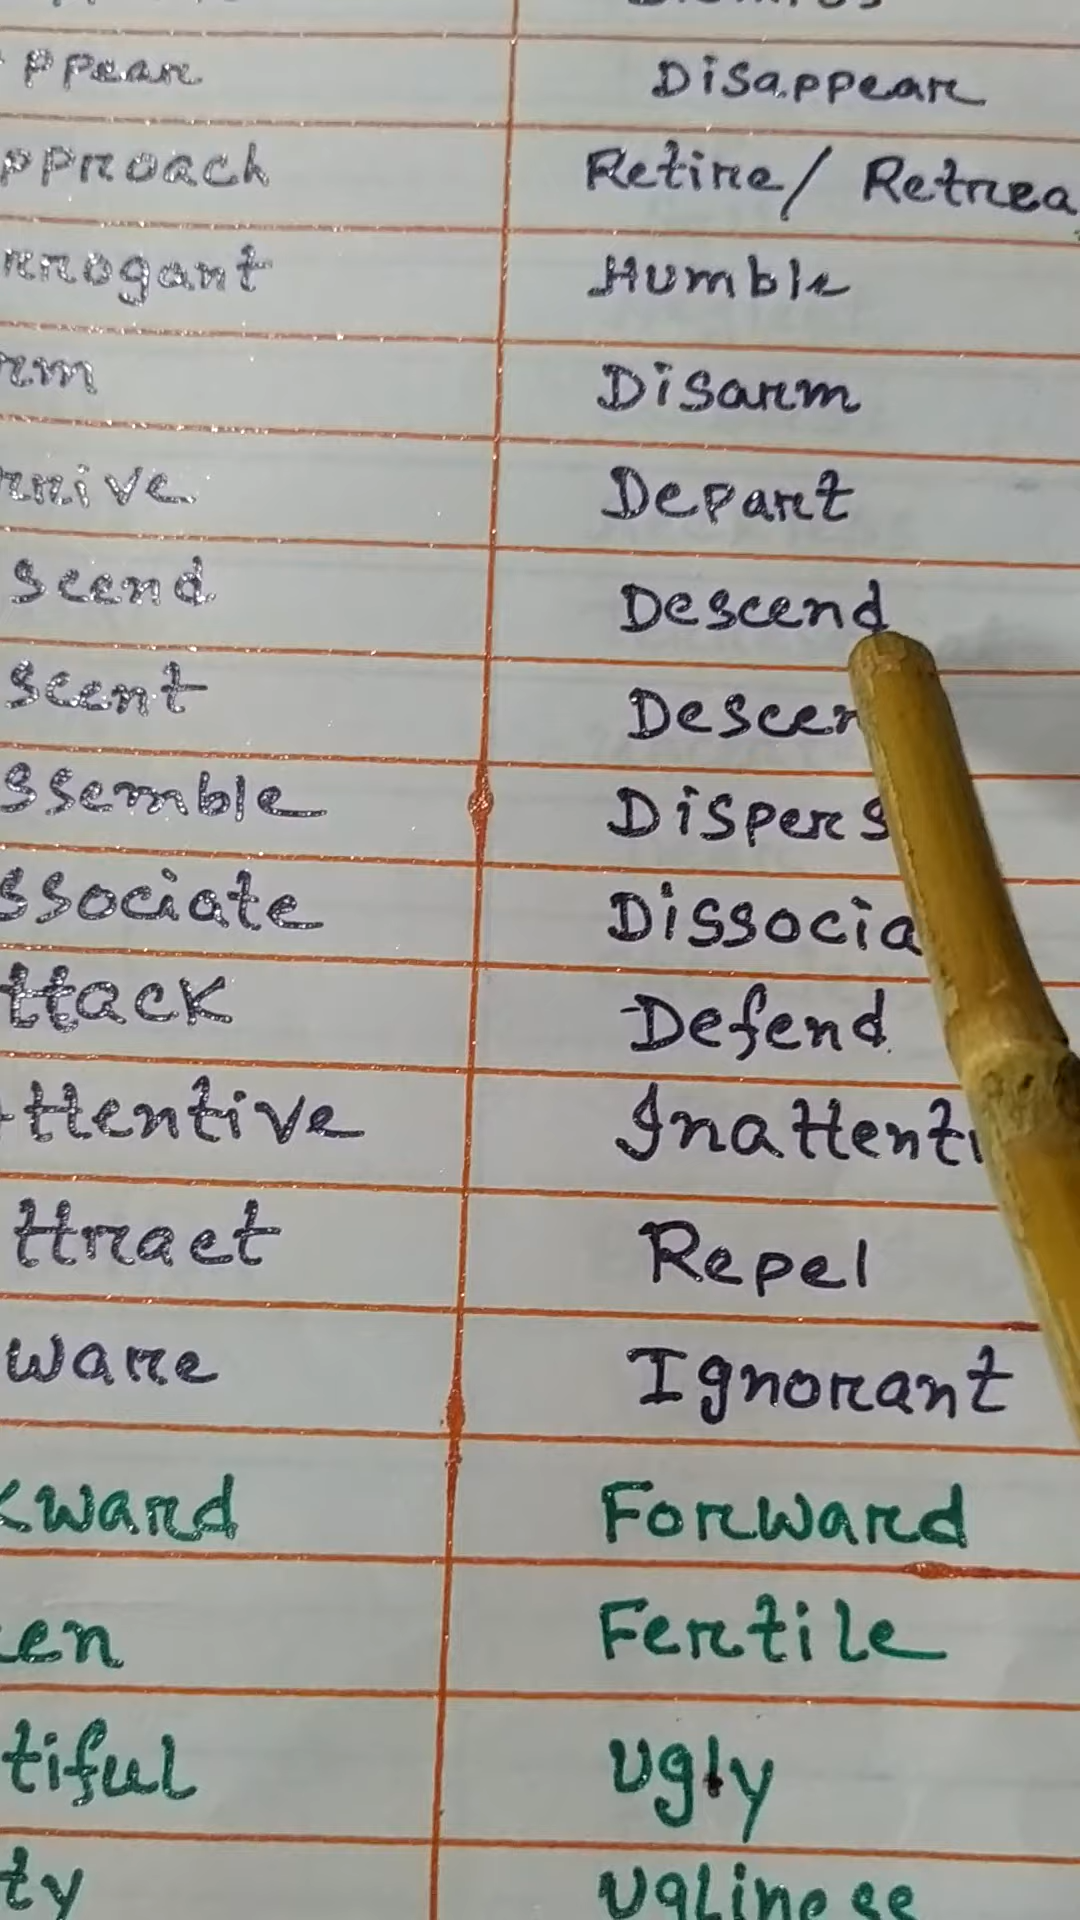 ppear Disappear
pproach Retire/ Retrea
rrogant Humble
rm Disarm
rrive Depart
scend Descend
scent Descen
ssemble Dispers
ssociate Dissocia
ttack Defend
ttentive Inattenti
ttract Repel
ware Ignorant
kward Forward
en Fertile
tiful Ugly
ty Ugliness